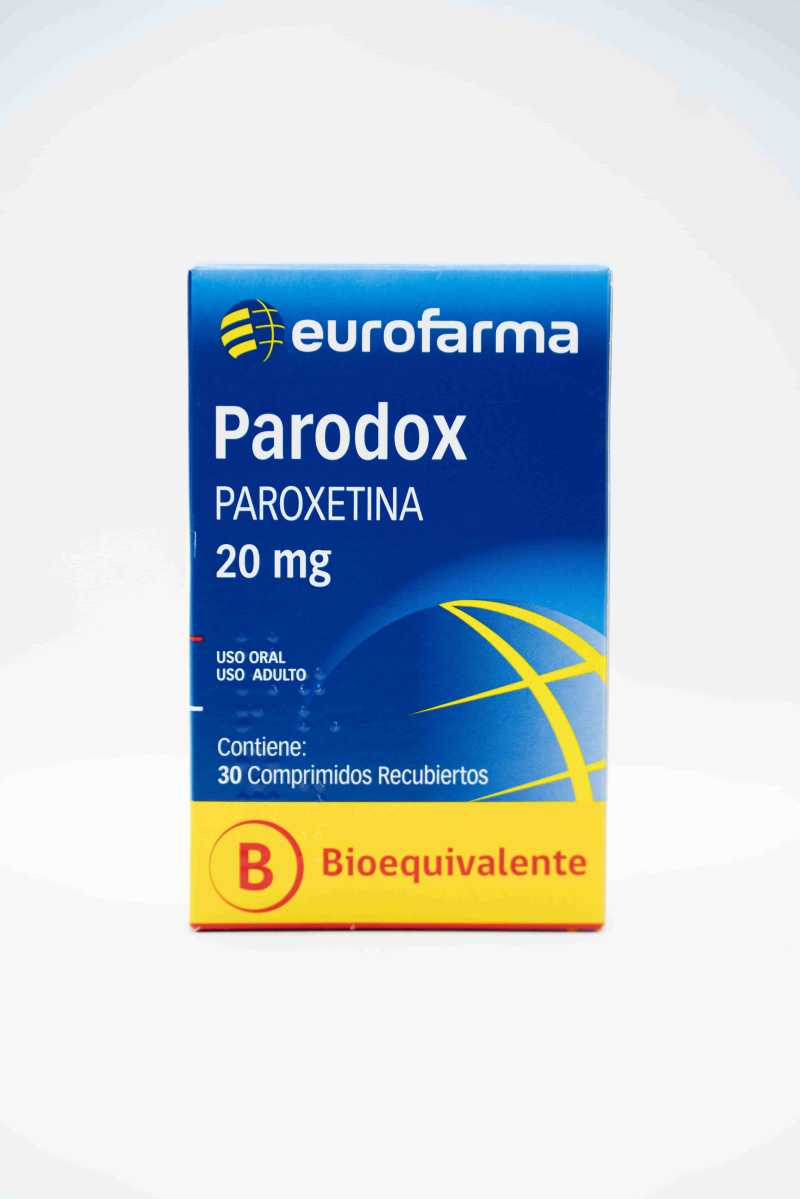 eurofarma
Parodox
PAROXETINA
20 mg
USO ORAL
USO ADULTO
Contiene:
30 Comprimidos Recubiertos
B Bioequivalente